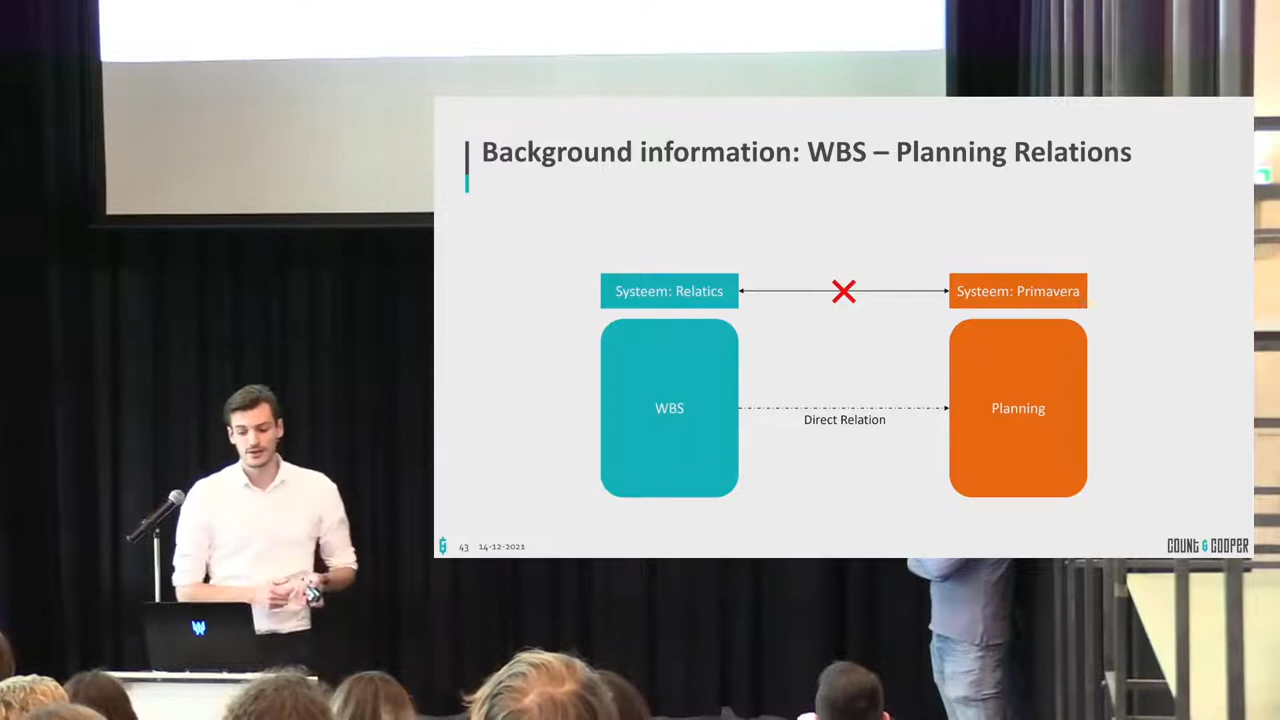 Background information: WBS – Planning Relations
Systeem: Relatics
Systeem: Primavera
WBS
Planning
Direct Relation
43 14-12-2021
COUNT & COOPER